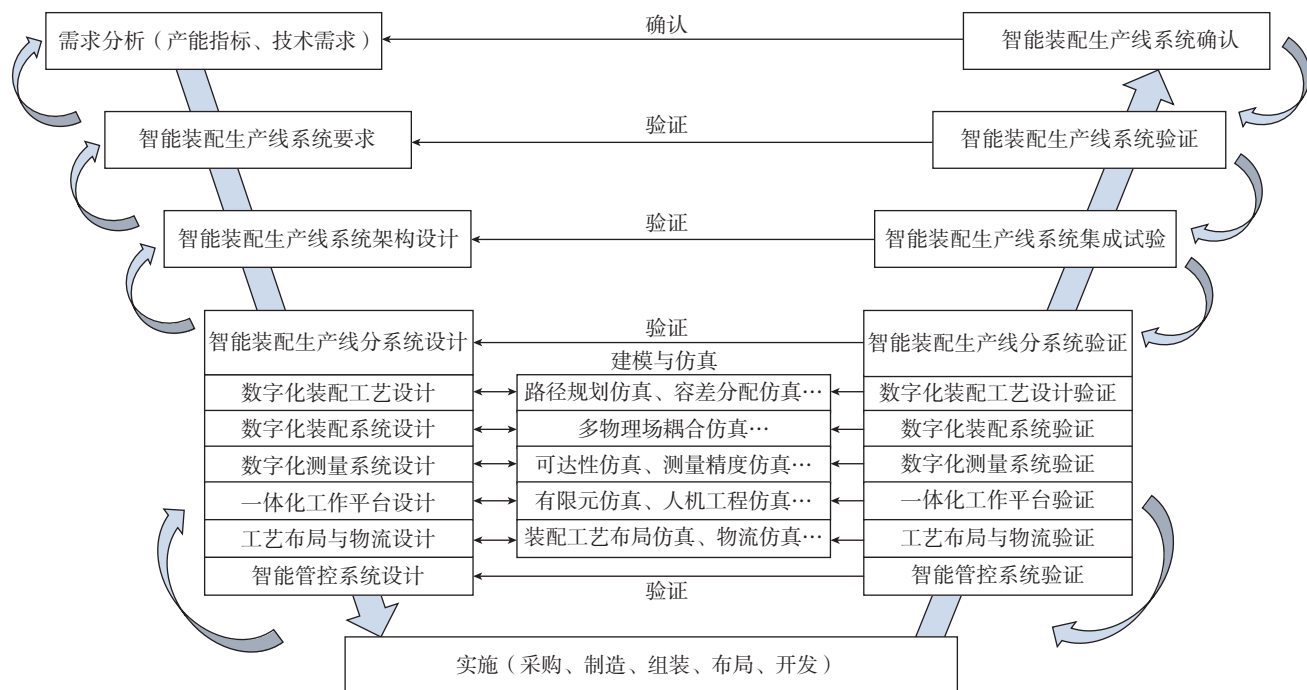 需求分析（产能指标、技术需求）
确认
智能装配生产线系统确认
智能装配生产线系统要求
验证
智能装配生产线系统验证
智能装配生产线系统架构设计
验证
智能装配生产线系统集成试验
智能装配生产线分系统设计
验证
智能装配生产线分系统验证
建模与仿真
数字化装配工艺设计
路径规划仿真、容差分配仿真…
数字化装配工艺设计验证
数字化装配系统设计
多物理场耦合仿真…
数字化装配系统验证
数字化测量系统设计
可达性仿真、测量精度仿真…
数字化测量系统验证
一体化工作平台设计
有限元仿真、人机工程仿真…
一体化工作平台验证
工艺布局与物流设计
装配工艺布局仿真、物流仿真…
工艺布局与物流验证
智能管控系统设计
验证
智能管控系统验证
实施（采购、制造、组装、布局、开发）